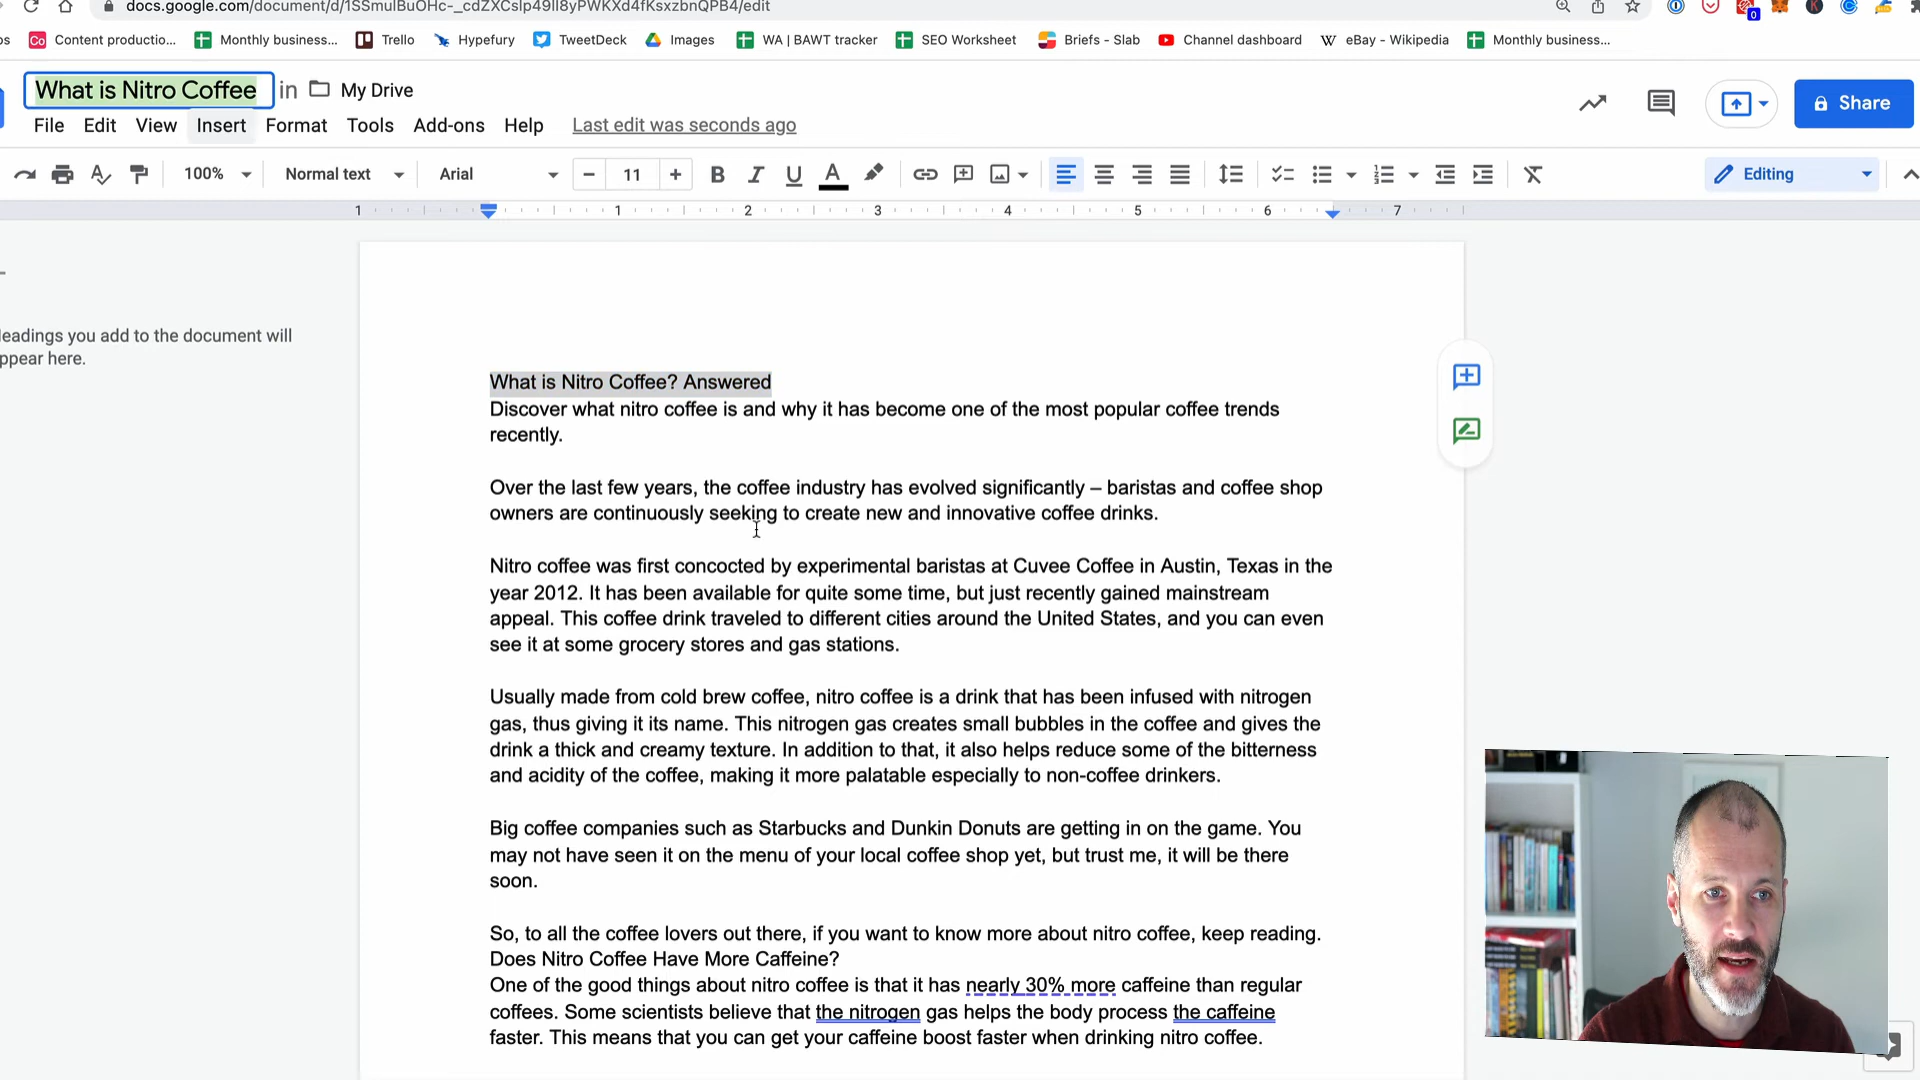 docs.google.com/document/d/1SSmulBuOHc-_cdZXCslp49Il8yPWKXd4fKsxzbnQPB4/edit
Content productio...
Monthly business...
Trello
Hypefury
TweetDeck
Images
WA | BAWT tracker
SEO Worksheet
Briefs - Slab
Channel dashboard
eBay - Wikipedia
Monthly business...
What is Nitro Coffee in My Drive
Share
File Edit View Insert Format Tools Add-ons Help Last edit was seconds ago
100% Normal text Arial 11 Editing
1 1 2 3 4 5 6 7
eadings you add to the document will
ppear here.
What is Nitro Coffee? Answered
Discover what nitro coffee is and why it has become one of the most popular coffee trends
recently.
Over the last few years, the coffee industry has evolved significantly – baristas and coffee shop
owners are continuously seeking to create new and innovative coffee drinks.
Nitro coffee was first concocted by experimental baristas at Cuvee Coffee in Austin, Texas in the
year 2012. It has been available for quite some time, but just recently gained mainstream
appeal. This coffee drink traveled to different cities around the United States, and you can even
see it at some grocery stores and gas stations.
Usually made from cold brew coffee, nitro coffee is a drink that has been infused with nitrogen
gas, thus giving it its name. This nitrogen gas creates small bubbles in the coffee and gives the
drink a thick and creamy texture. In addition to that, it also helps reduce some of the bitterness
and acidity of the coffee, making it more palatable especially to non-coffee drinkers.
Big coffee companies such as Starbucks and Dunkin Donuts are getting in on the game. You
may not have seen it on the menu of your local coffee shop yet, but trust me, it will be there
soon.
So, to all the coffee lovers out there, if you want to know more about nitro coffee, keep reading.
Does Nitro Coffee Have More Caffeine?
One of the good things about nitro coffee is that it has nearly 30% more caffeine than regular
coffees. Some scientists believe that the nitrogen gas helps the body process the caffeine
faster. This means that you can get your caffeine boost faster when drinking nitro coffee.